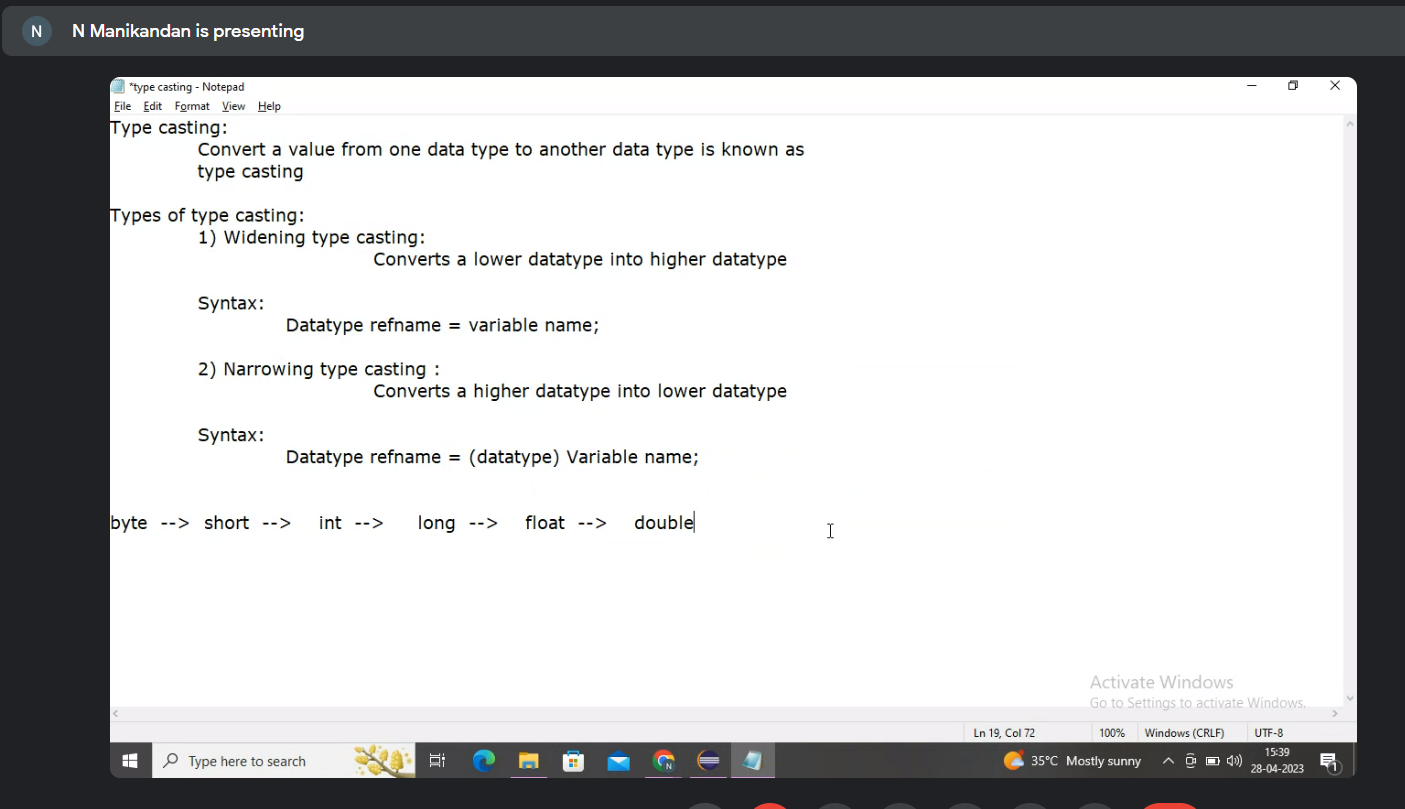 N N Manikandan is presenting
*type casting - Notepad
File Edit Format View Help
Type casting:
Convert a value from one data type to another data type is known as
type casting
Types of type casting:
1) Widening type casting:
Converts a lower datatype into higher datatype
Syntax:
Datatype refname = variable name;
2) Narrowing type casting :
Converts a higher datatype into lower datatype
Syntax:
Datatype refname = (datatype) Variable name;
byte --> short --> int --> long --> float --> double
Activate Windows
Go to Settings to activate Windows.
Ln 19, Col 72 100% Windows (CRLF) UTF-8
Type here to search 35°C Mostly sunny 15:39
28-04-2023 1